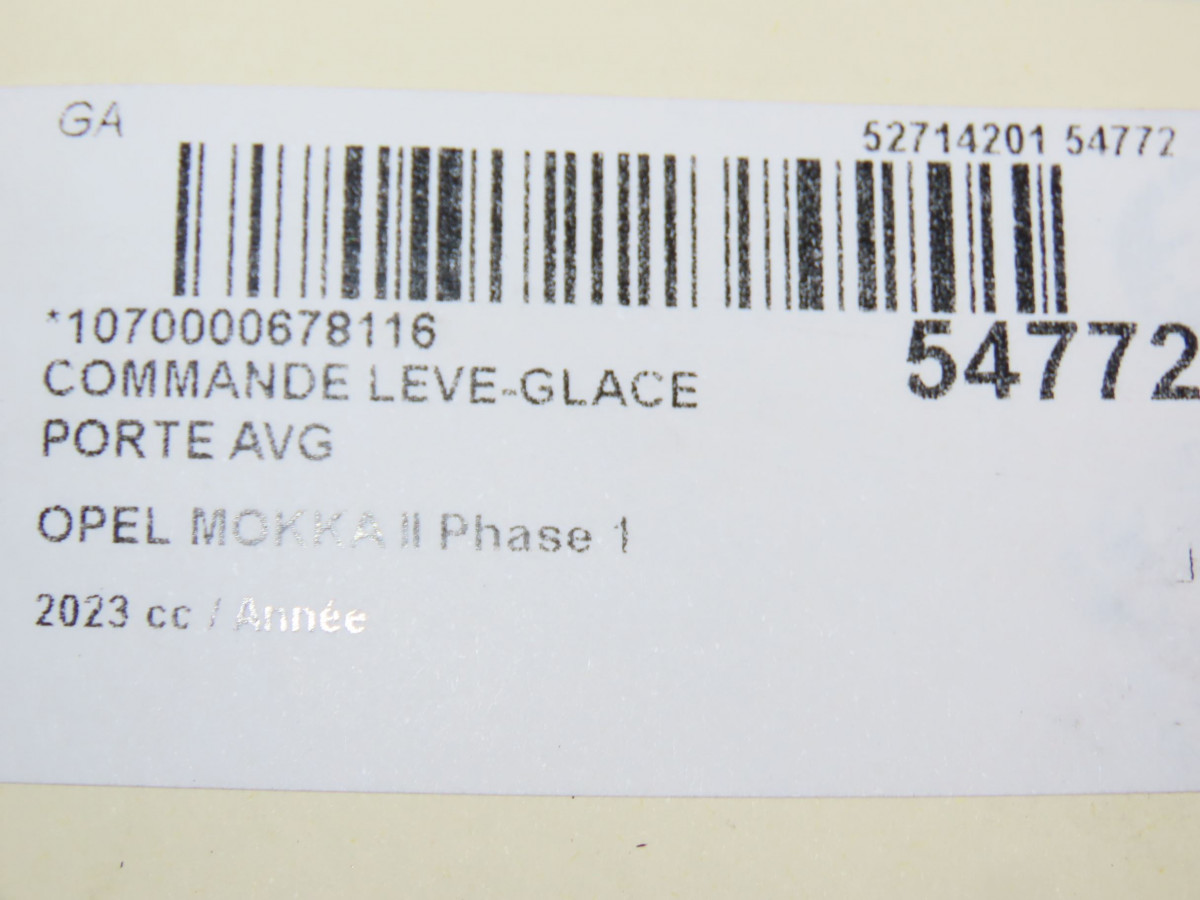 GA
52714201 54772
*1070000678116
54772
COMMANDE LEVE-GLACE
PORTE AVG
OPEL MOKKA II Phase 1
2023 cc / Année